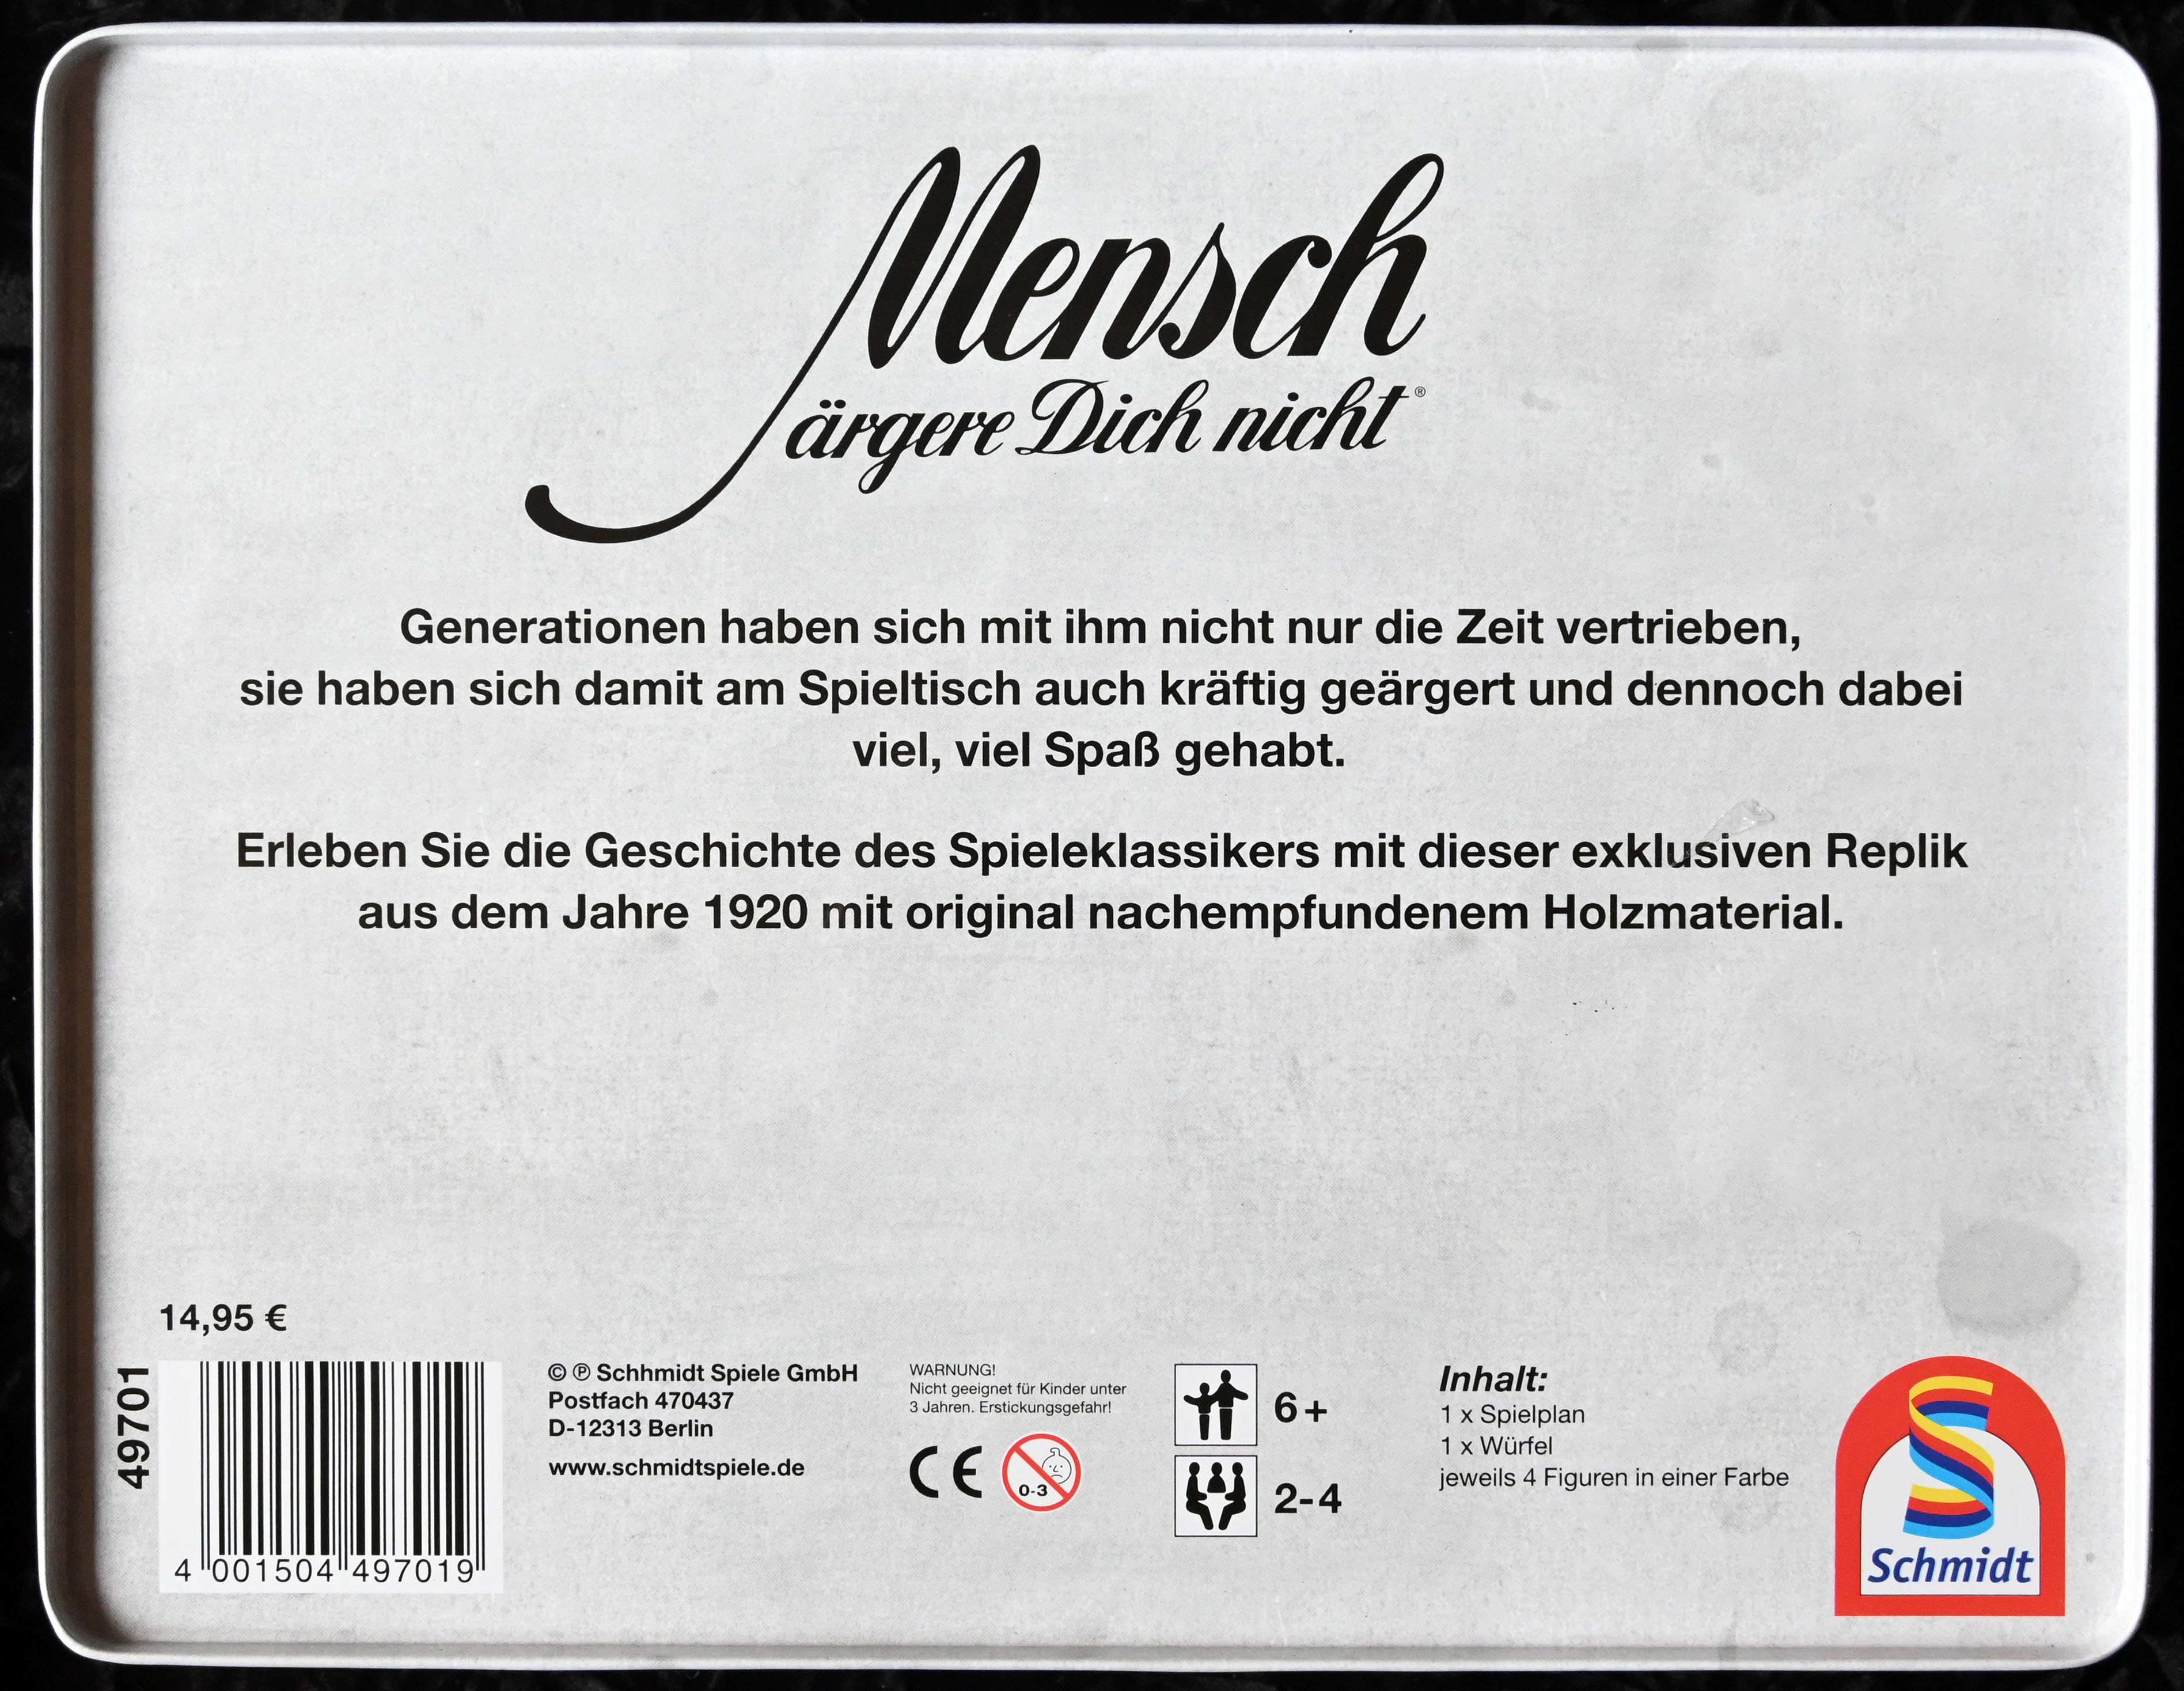 Mensch
ärgere Dich nicht®
Generationen haben sich mit ihm nicht nur die Zeit vertrieben,
sie haben sich damit am Spieltisch auch kräftig geärgert und dennoch dabei
viel, viel Spaß gehabt.
Erleben Sie die Geschichte des Spieleklassikers mit dieser exklusiven Replik
aus dem Jahre 1920 mit original nachempfundenem Holzmaterial.
14,95 €
49701
4 001504 497019
© ℗ Schhmidt Spiele GmbH
Postfach 470437
D-12313 Berlin
www.schmidtspiele.de
WARNUNG!
Nicht geeignet für Kinder unter
3 Jahren. Erstickungsgefahr!
CE
0-3
6+
2-4
Inhalt:
1 x Spielplan
1 x Würfel
jeweils 4 Figuren in einer Farbe
Schmidt